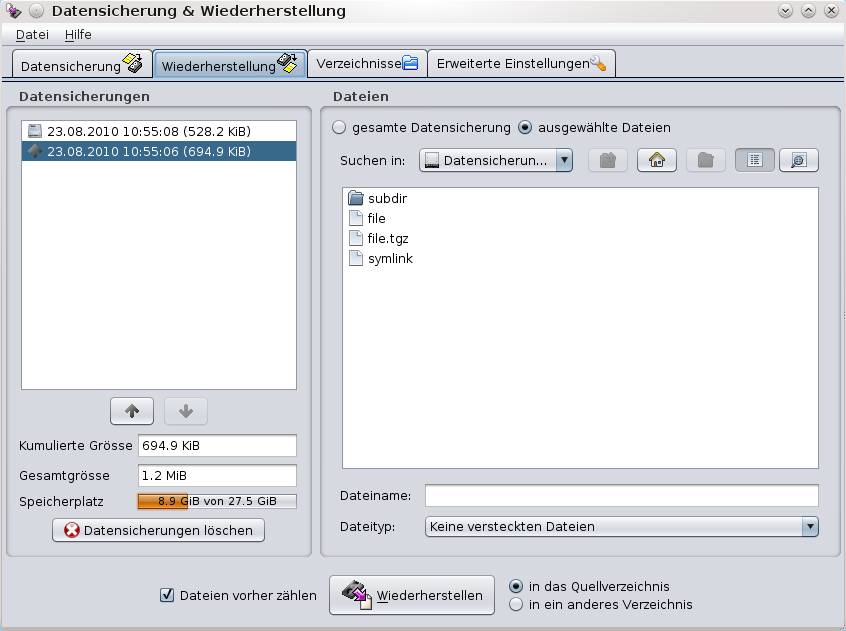 Datensicherung & Wiederherstellung
Datei Hilfe
Datensicherung Wiederherstellung Verzeichnisse Erweiterte Einstellungen
Datensicherungen
23.08.2010 10:55:08 (528.2 KiB)
23.08.2010 10:55:06 (694.9 KiB)
Kumulierte Grösse 694.9 KiB
Gesamtgrösse 1.2 MiB
Speicherplatz 8.9 GiB von 27.5 GiB
Datensicherungen löschen
Dateien
gesamte Datensicherung ausgewählte Dateien
Suchen in: Datensicherun...
subdir
file
file.tgz
symlink
Dateiname:
Dateityp: Keine versteckten Dateien
Dateien vorher zählen
Wiederherstellen
in das Quellverzeichnis
in ein anderes Verzeichnis